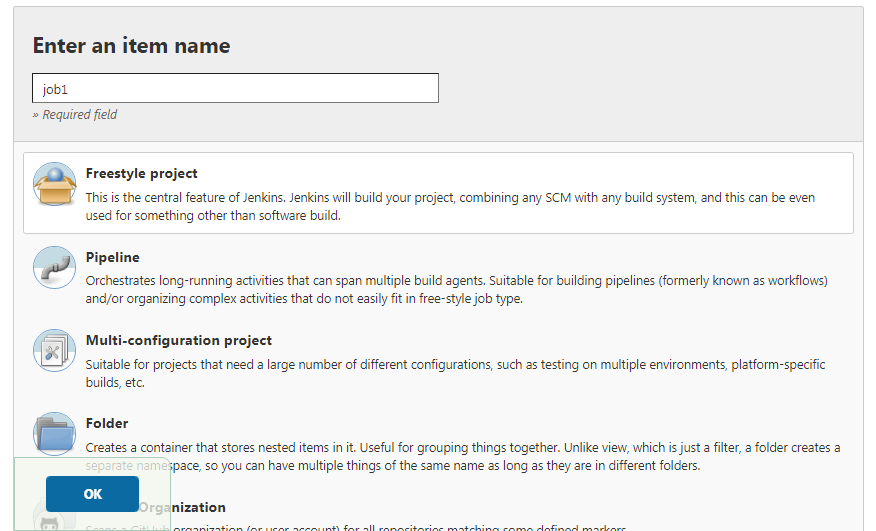 Enter an item name
job1
» Required field
Freestyle project
This is the central feature of Jenkins. Jenkins will build your project, combining any SCM with any build system, and this can be even
used for something other than software build.
Pipeline
Orchestrates long-running activities that can span multiple build agents. Suitable for building pipelines (formerly known as workflows)
and/or organizing complex activities that do not easily fit in free-style job type.
Multi-configuration project
Suitable for projects that need a large number of different configurations, such as testing on multiple environments, platform-specific
builds, etc.
Folder
Creates a container that stores nested items in it. Useful for grouping things together. Unlike view, which is just a filter, a folder creates a
separate namespace, so you can have multiple things of the same name as long as they are in different folders.
OK
Organization
Scans a GitHub organization (or user account) for all repositories matching some defined markers.